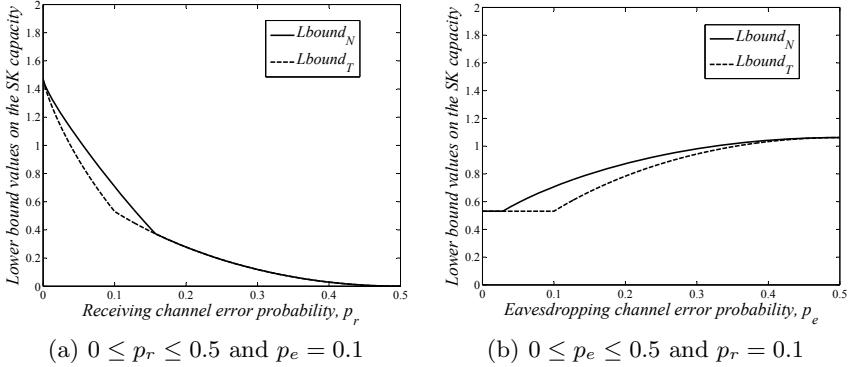 Lower bound values on the SK capacity
2
1.8
1.6
1.4
1.2
1
0.8
0.6
0.4
0.2
0
Lbound_N
Lbound_T
0 0.1 0.2 0.3 0.4 0.5
Receiving channel error probability, p_r
(a) 0 ≤ p_r ≤ 0.5 and p_e = 0.1
Lower bound values on the SK capacity
2
1.8
1.6
1.4
1.2
1
0.8
0.6
0.4
0.2
0
Lbound_N
Lbound_T
0 0.1 0.2 0.3 0.4 0.5
Eavesdropping channel error probability, p_e
(b) 0 ≤ p_e ≤ 0.5 and p_r = 0.1